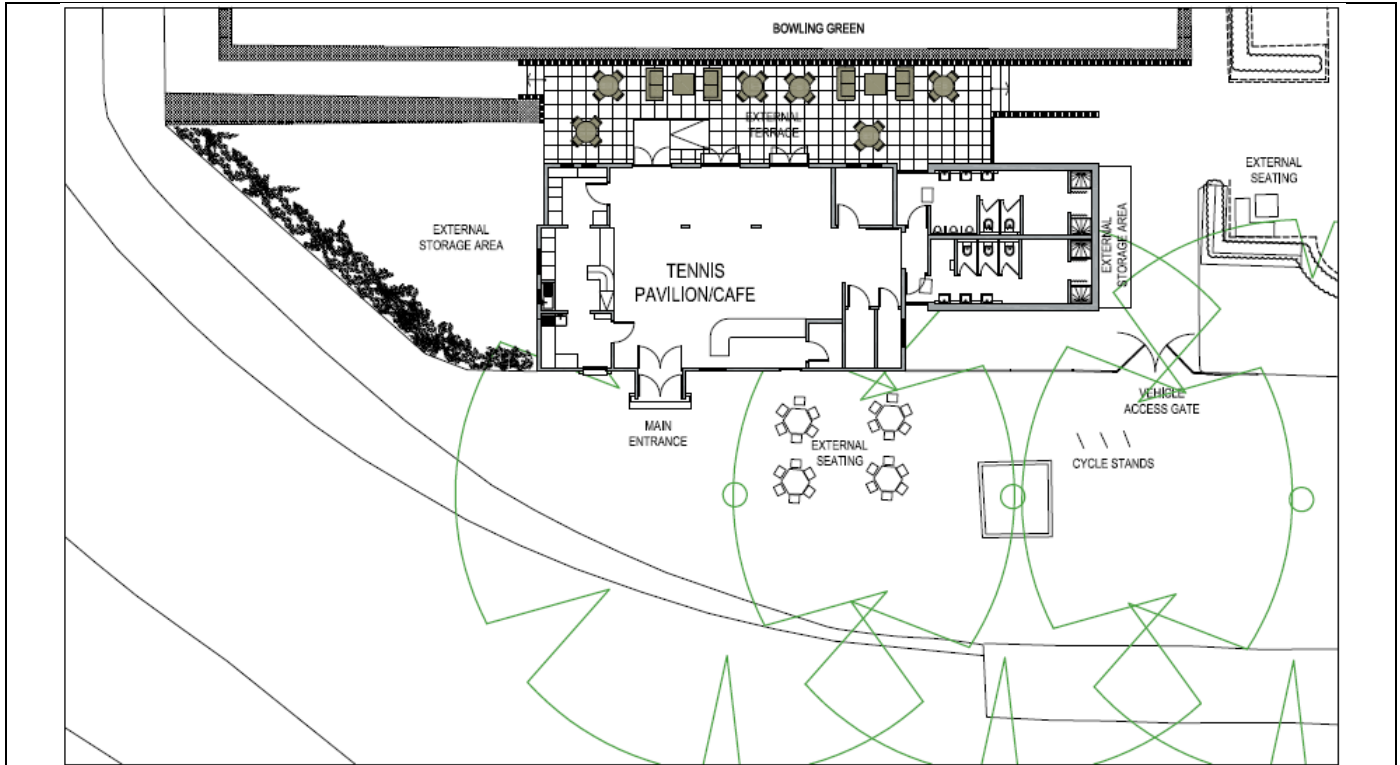 BOWLING GREEN
EXTERNAL
TERRACE
EXTERNAL
SEATING
EXTERNAL
STORAGE AREA
EXTERNAL
STORAGE AREA
TENNIS
PAVILION/CAFE
VEHICLE
ACCESS GATE
MAIN
ENTRANCE
EXTERNAL
SEATING
CYCLE STANDS